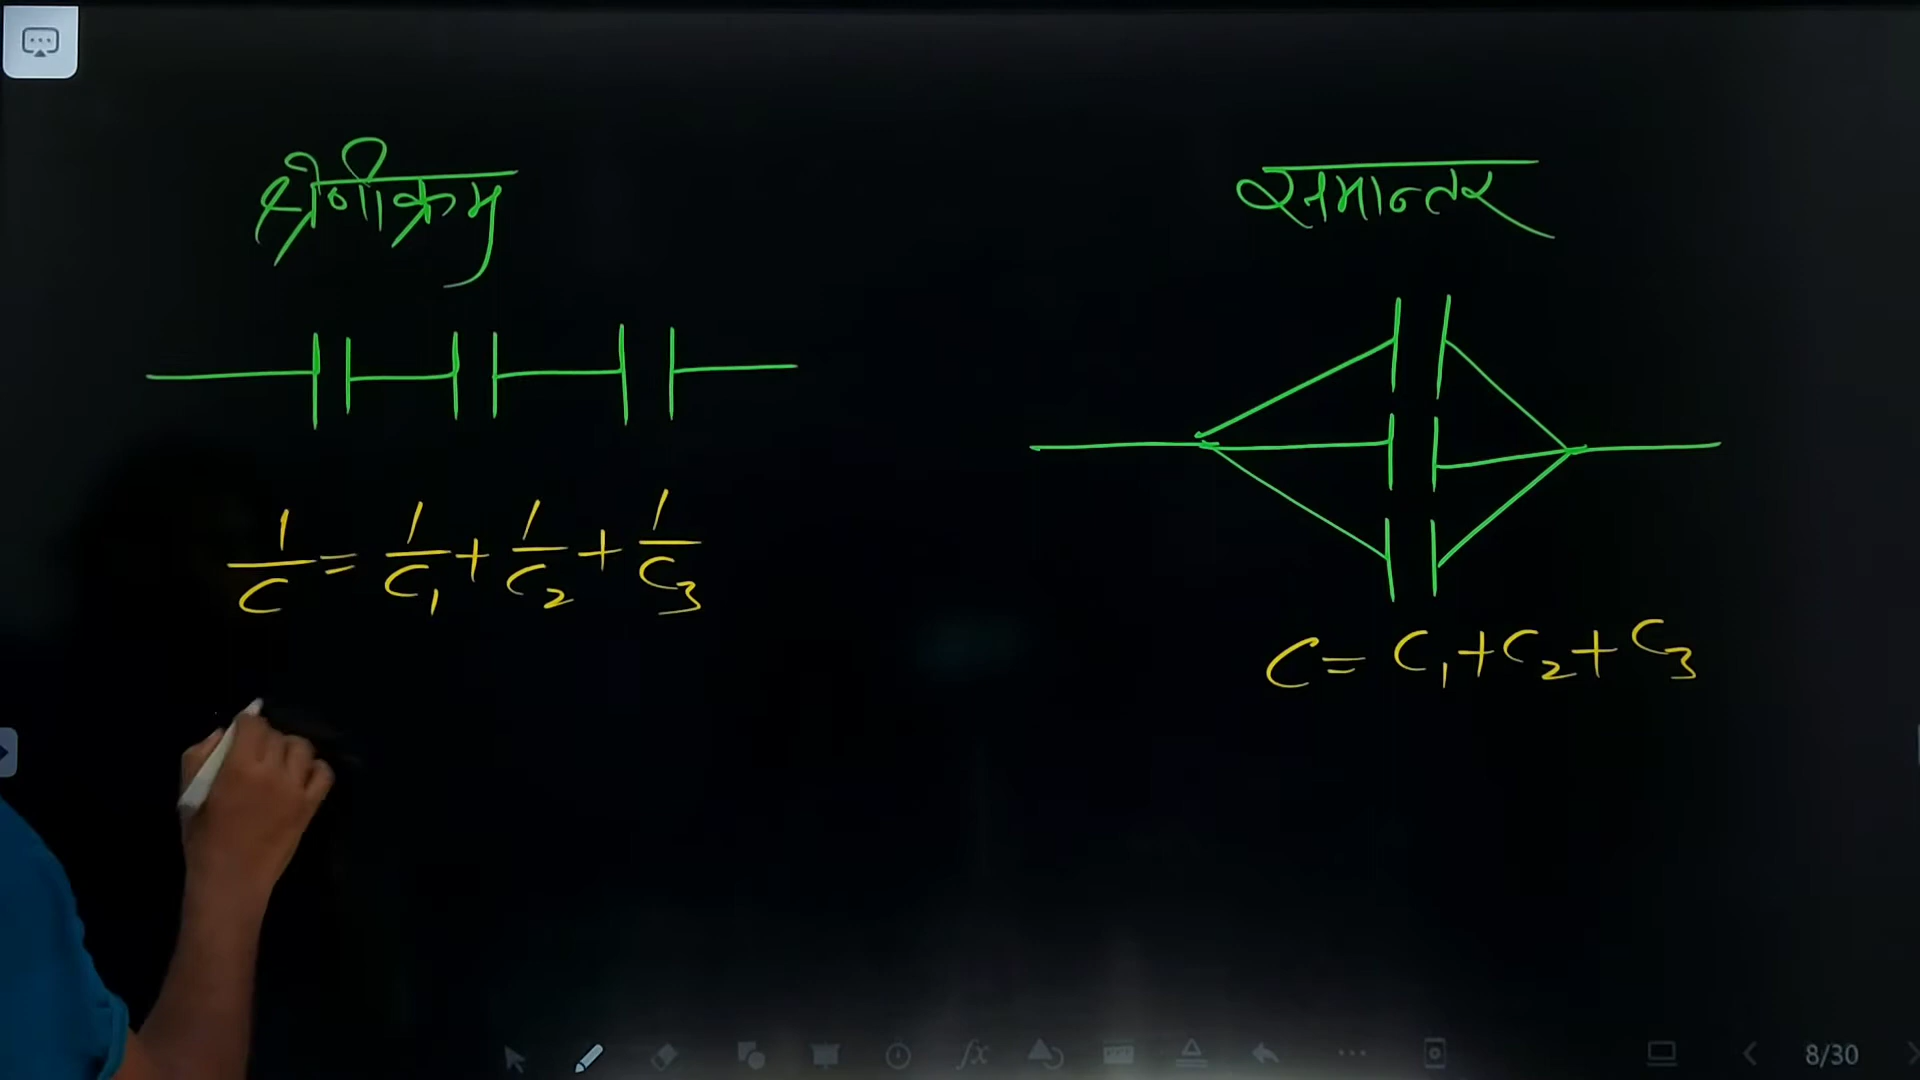 श्रेणीक्रम
समान्तर
1/C = 1/C₁ + 1/C₂ + 1/C₃
C = C₁ + C₂ + C₃
8/30